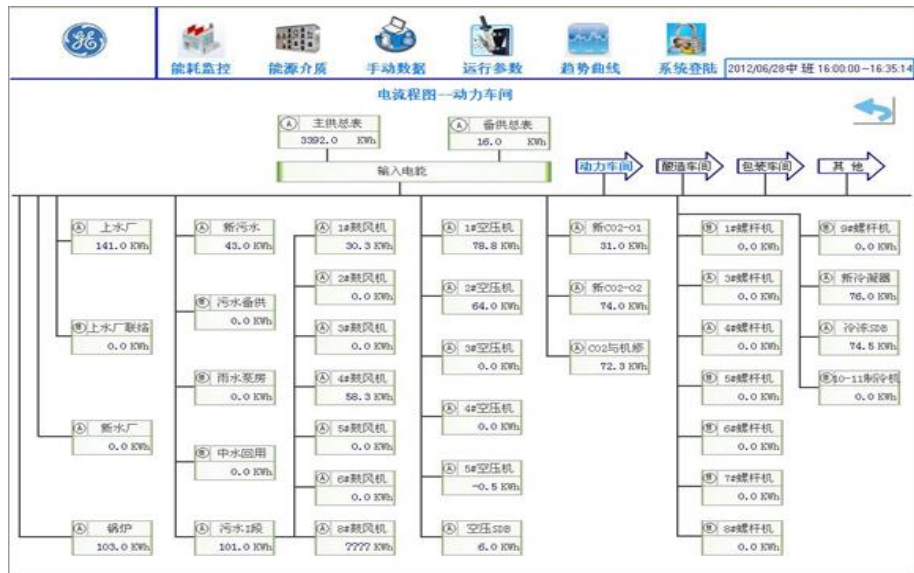 能耗监控 能源介质 手动数据 运行参数 趋势曲线 系统登陆 2012/06/28中 班 16:00:00--16:35:14
电流程图--动力车间
Ⓐ 主供总表
3392.0 KWh
Ⓐ 备供总表
16.0 KWh
输入电能
动力车间 酿造车间 包装车间 其 他
Ⓐ 上水厂
141.0 KWh
上水厂联络
0.0 KWh
Ⓐ 新水厂
0.0 KWh
Ⓐ 锅炉
103.0 KWh
Ⓐ 新污水
43.0 KWh
污水备供
0.0 KWh
雨水泵房
0.0 KWh
中水回用
0.0 KWh
Ⓐ 污水I段
101.0 KWh
Ⓐ 1#鼓风机
30.3 KWh
Ⓐ 2#鼓风机
0.0 KWh
Ⓐ 3#鼓风机
0.0 KWh
Ⓐ 4#鼓风机
58.3 KWh
Ⓐ 5#鼓风机
0.0 KWh
Ⓐ 6#鼓风机
0.0 KWh
Ⓐ 8#鼓风机
???? KWh
Ⓐ 1#空压机
78.8 KWh
Ⓐ 2#空压机
64.0 KWh
Ⓐ 3#空压机
0.0 KWh
Ⓐ 4#空压机
0.0 KWh
Ⓐ 5#空压机
-0.5 KWh
Ⓐ 空压SDB
6.0 KWh
Ⓐ 新CO2-01
31.0 KWh
Ⓐ 新CO2-02
74.0 KWh
Ⓐ CO2与机修
72.3 KWh
1#螺杆机
0.0 KWh
Ⓐ 3#螺杆机
0.0 KWh
Ⓐ 4#螺杆机
0.0 KWh
5#螺杆机
0.0 KWh
6#螺杆机
0.0 KWh
7#螺杆机
0.0 KWh
8#螺杆机
0.0 KWh
9#螺杆机
0.0 KWh
Ⓐ 新冷凝器
76.0 KWh
Ⓐ 冷冻SDB
74.5 KWh
10-11#制冷机
0.0 KWh